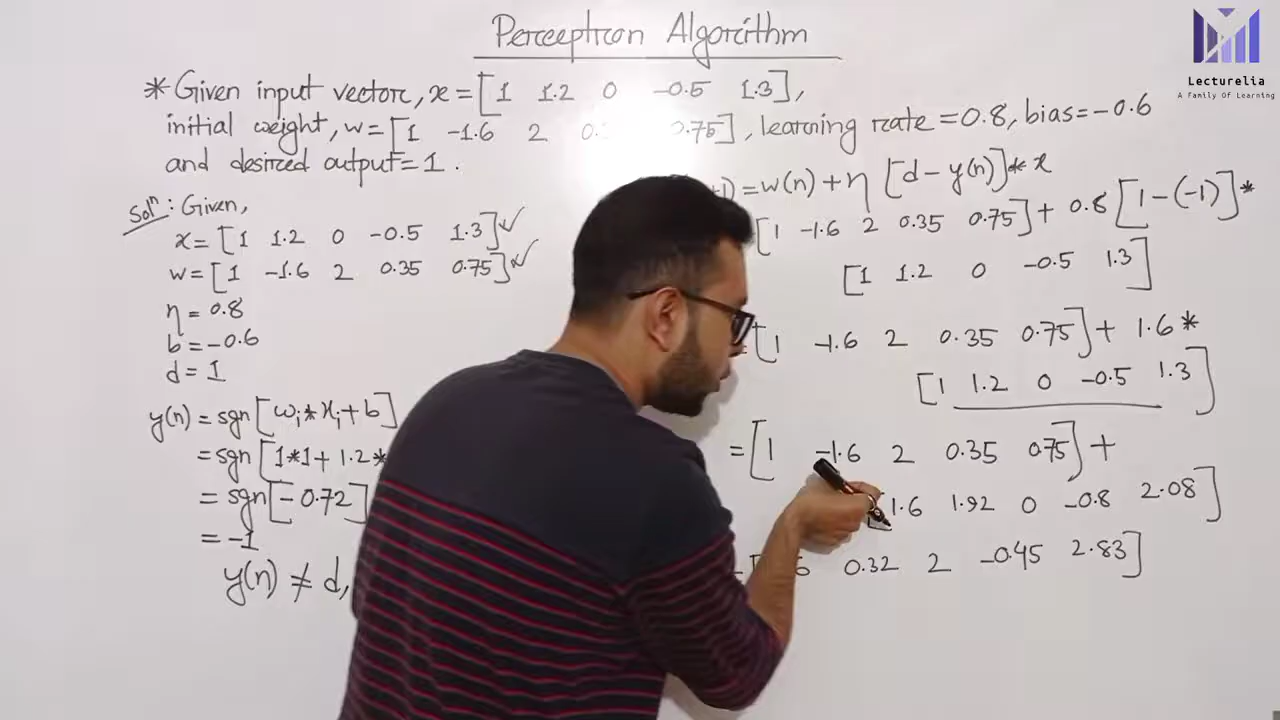 Perceptron Algorithm
Lecturelia
A Family Of Learning
* Given input vector, x = [1 1.2 0 -0.5 1.3],
initial weight, w = [1 -1.6 2 0. 0.75], learning rate = 0.8, bias = -0.6
and desired output = 1.
Solⁿ: Given,
x = [1 1.2 0 -0.5 1.3] ✓
w = [1 -1.6 2 0.35 0.75] ✓
η = 0.8
b = -0.6
d = 1
y(n) = sgn [wᵢ * xᵢ + b]
= sgn [1*1 + 1.2*
= sgn [-0.72]
= -1
y(n) ≠ d,
+1) = w(n) + η [d - y(n)] * x
[1 -1.6 2 0.35 0.75] + 0.8 [1 - (-1)] *
[1 1.2 0 -0.5 1.3]
= [1 -1.6 2 0.35 0.75] + 1.6 *
[1 1.2 0 -0.5 1.3]
= [1 -1.6 2 0.35 0.75] +
[1.6 1.92 0 -0.8 2.08]
= [ 6 0.32 2 -0.45 2.83]